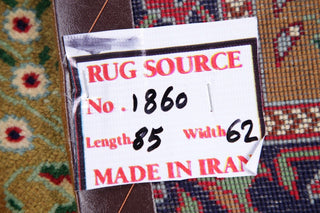 RUG SOURCE
No. 1860
Length 85 Width 62
MADE IN IRAN